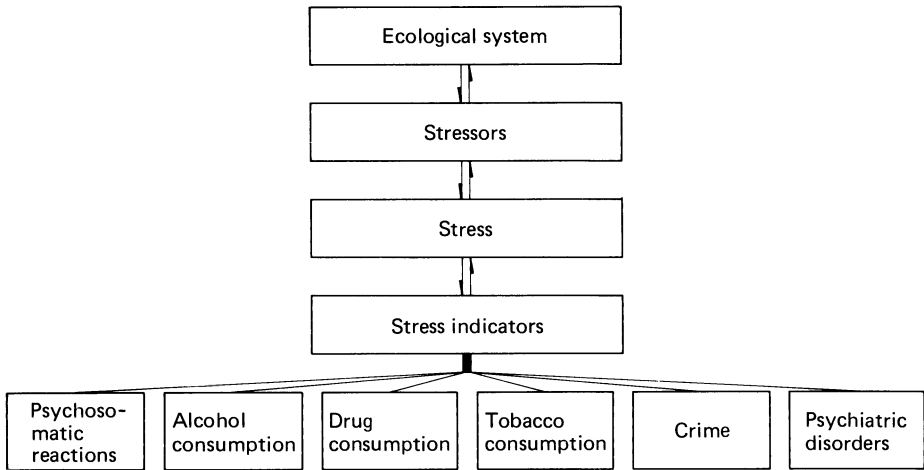 Ecological system
Stressors
Stress
Stress indicators
Psychoso-
matic
reactions
Alcohol
consumption
Drug
consumption
Tobacco
consumption
Crime
Psychiatric
disorders